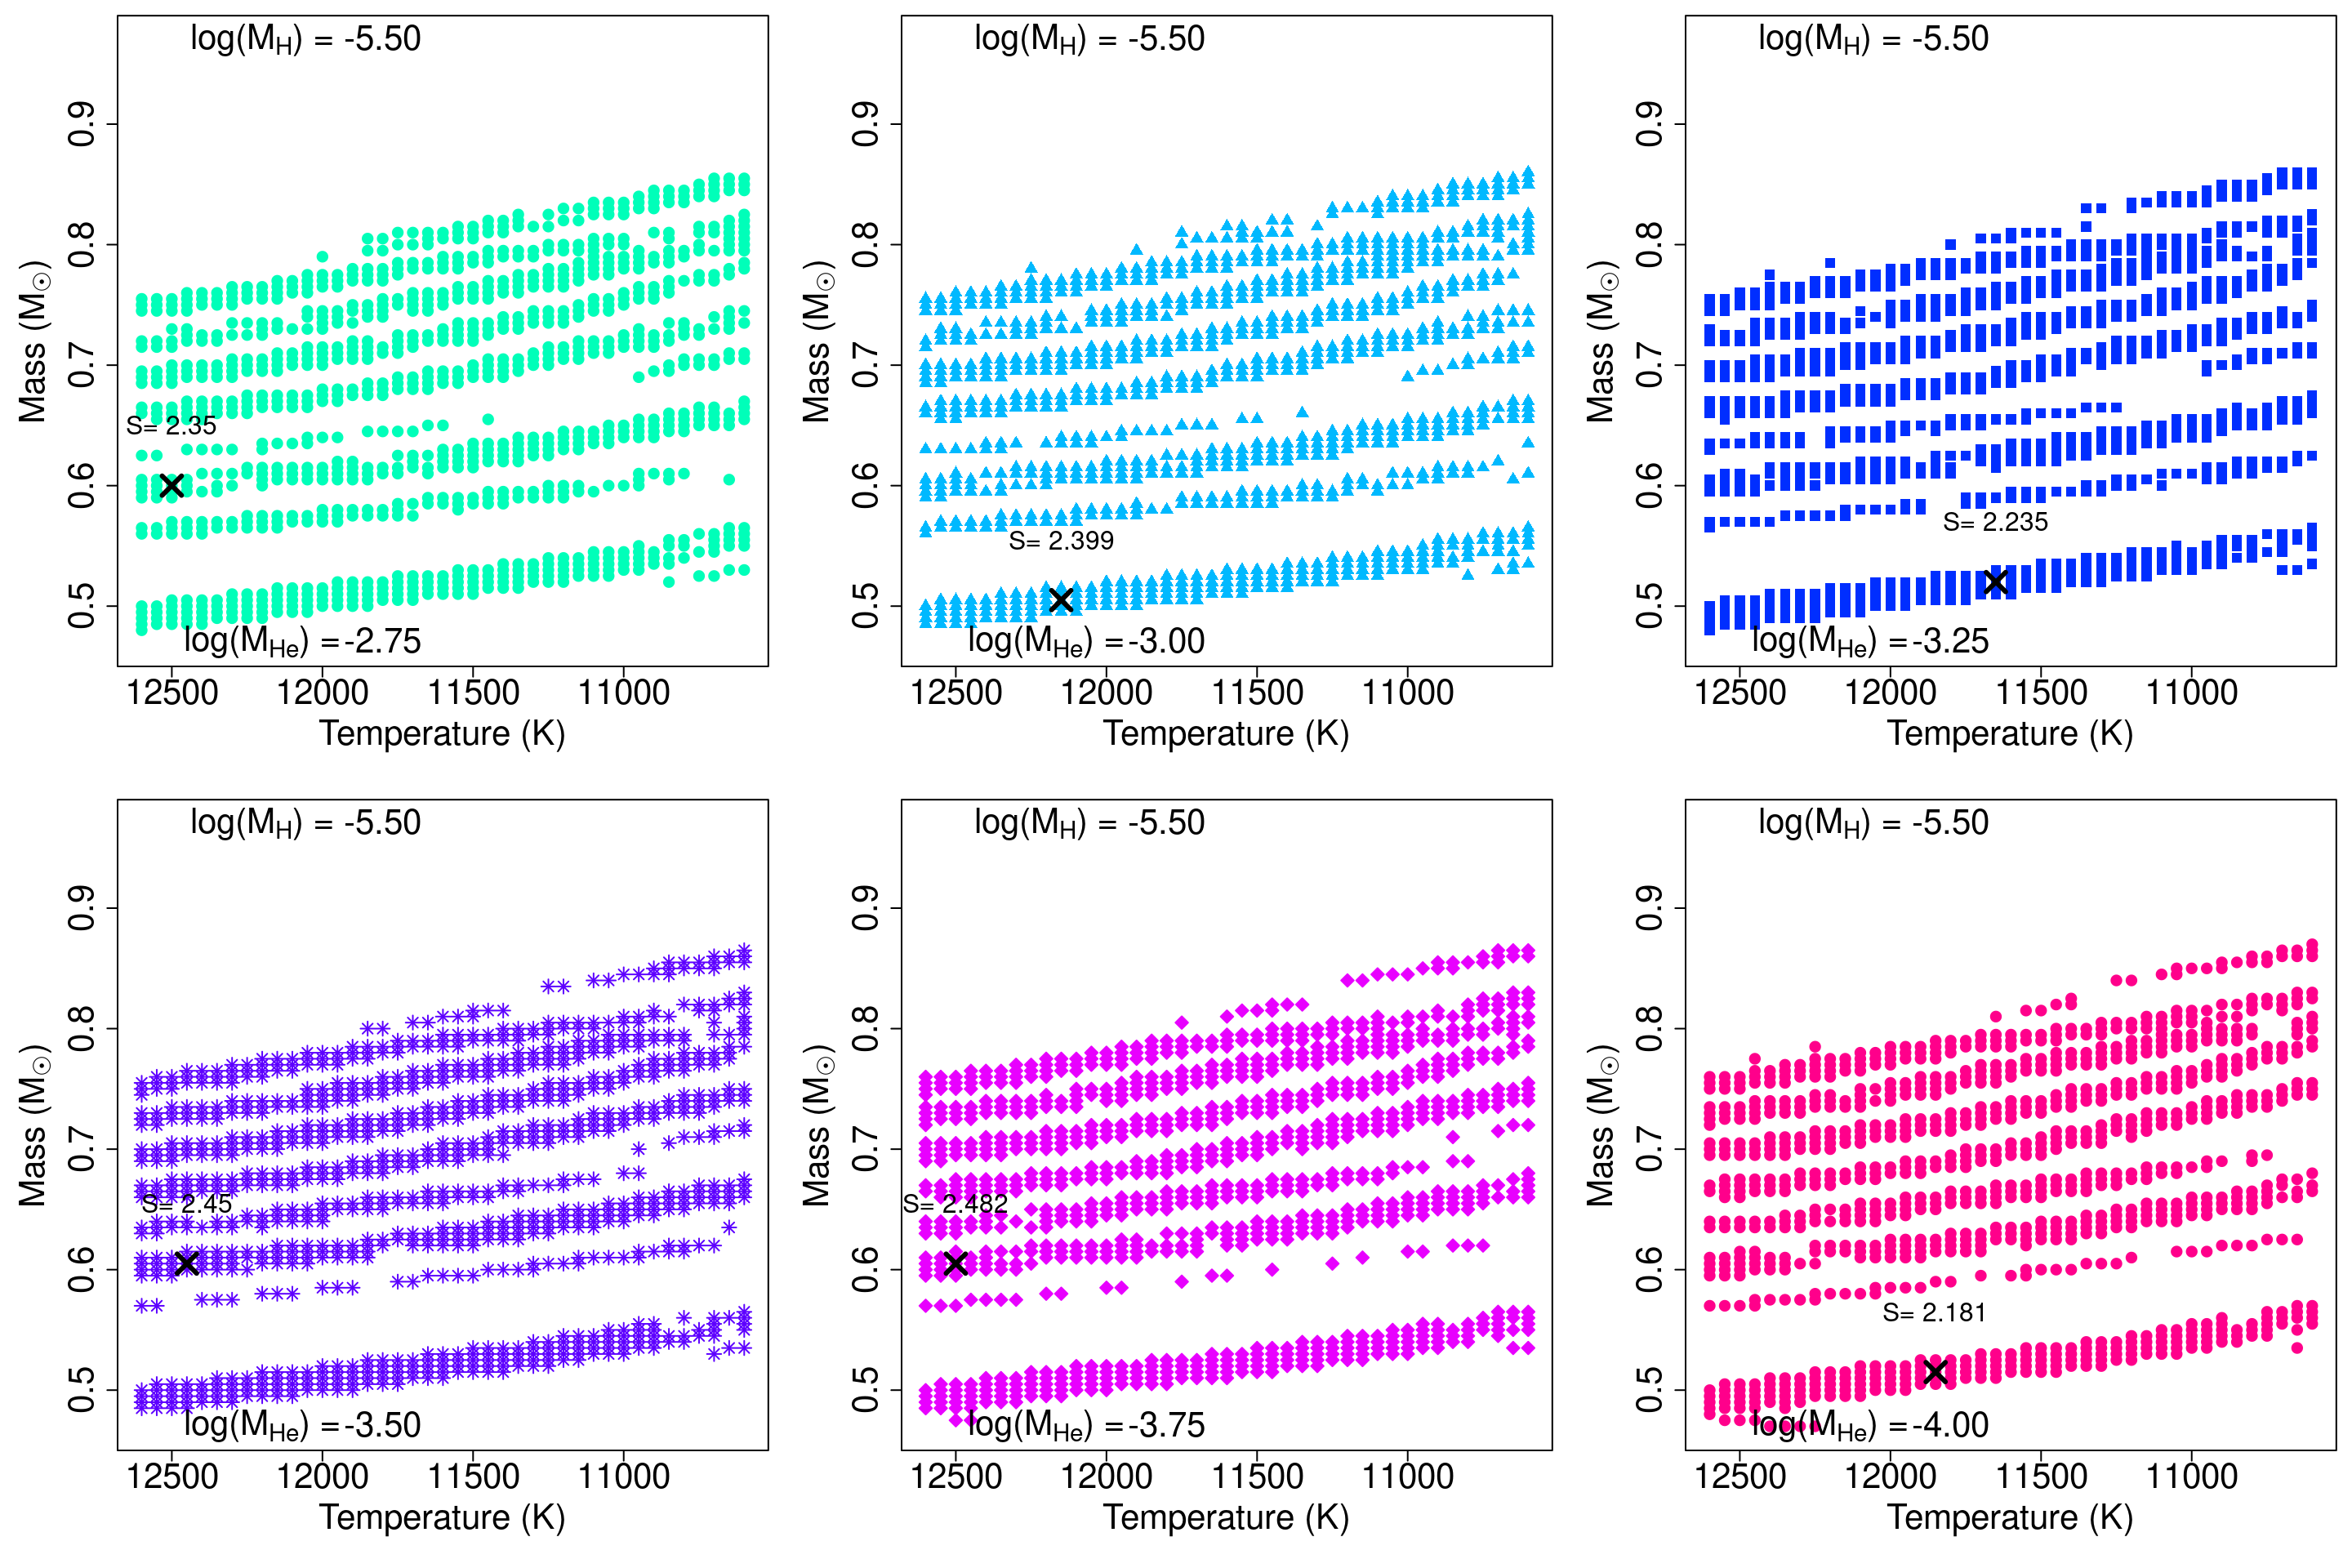 log(M_H) = -5.50
Mass (M☉)
0.9
0.8
0.7
0.6
0.5
S= 2.35
log(M_He) =-2.75
12500 12000 11500 11000
Temperature (K)
log(M_H) = -5.50
Mass (M☉)
0.9
0.8
0.7
0.6
0.5
S= 2.399
log(M_He) =-3.00
12500 12000 11500 11000
Temperature (K)
log(M_H) = -5.50
Mass (M☉)
0.9
0.8
0.7
0.6
0.5
S= 2.235
log(M_He) =-3.25
12500 12000 11500 11000
Temperature (K)
log(M_H) = -5.50
Mass (M☉)
0.9
0.8
0.7
0.6
0.5
S= 2.45
log(M_He) =-3.50
12500 12000 11500 11000
Temperature (K)
log(M_H) = -5.50
Mass (M☉)
0.9
0.8
0.7
0.6
0.5
S= 2.482
log(M_He) =-3.75
12500 12000 11500 11000
Temperature (K)
log(M_H) = -5.50
Mass (M☉)
0.9
0.8
0.7
0.6
0.5
S= 2.181
log(M_He) =-4.00
12500 12000 11500 11000
Temperature (K)